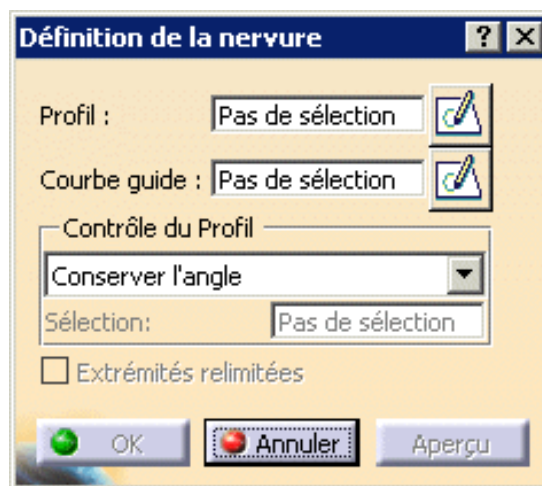 Définition de la nervure
Profil : Pas de sélection
Courbe guide : Pas de sélection
Contrôle du Profil
Conserver l'angle
Sélection: Pas de sélection
Extrémités relimitées
OK Annuler Aperçu